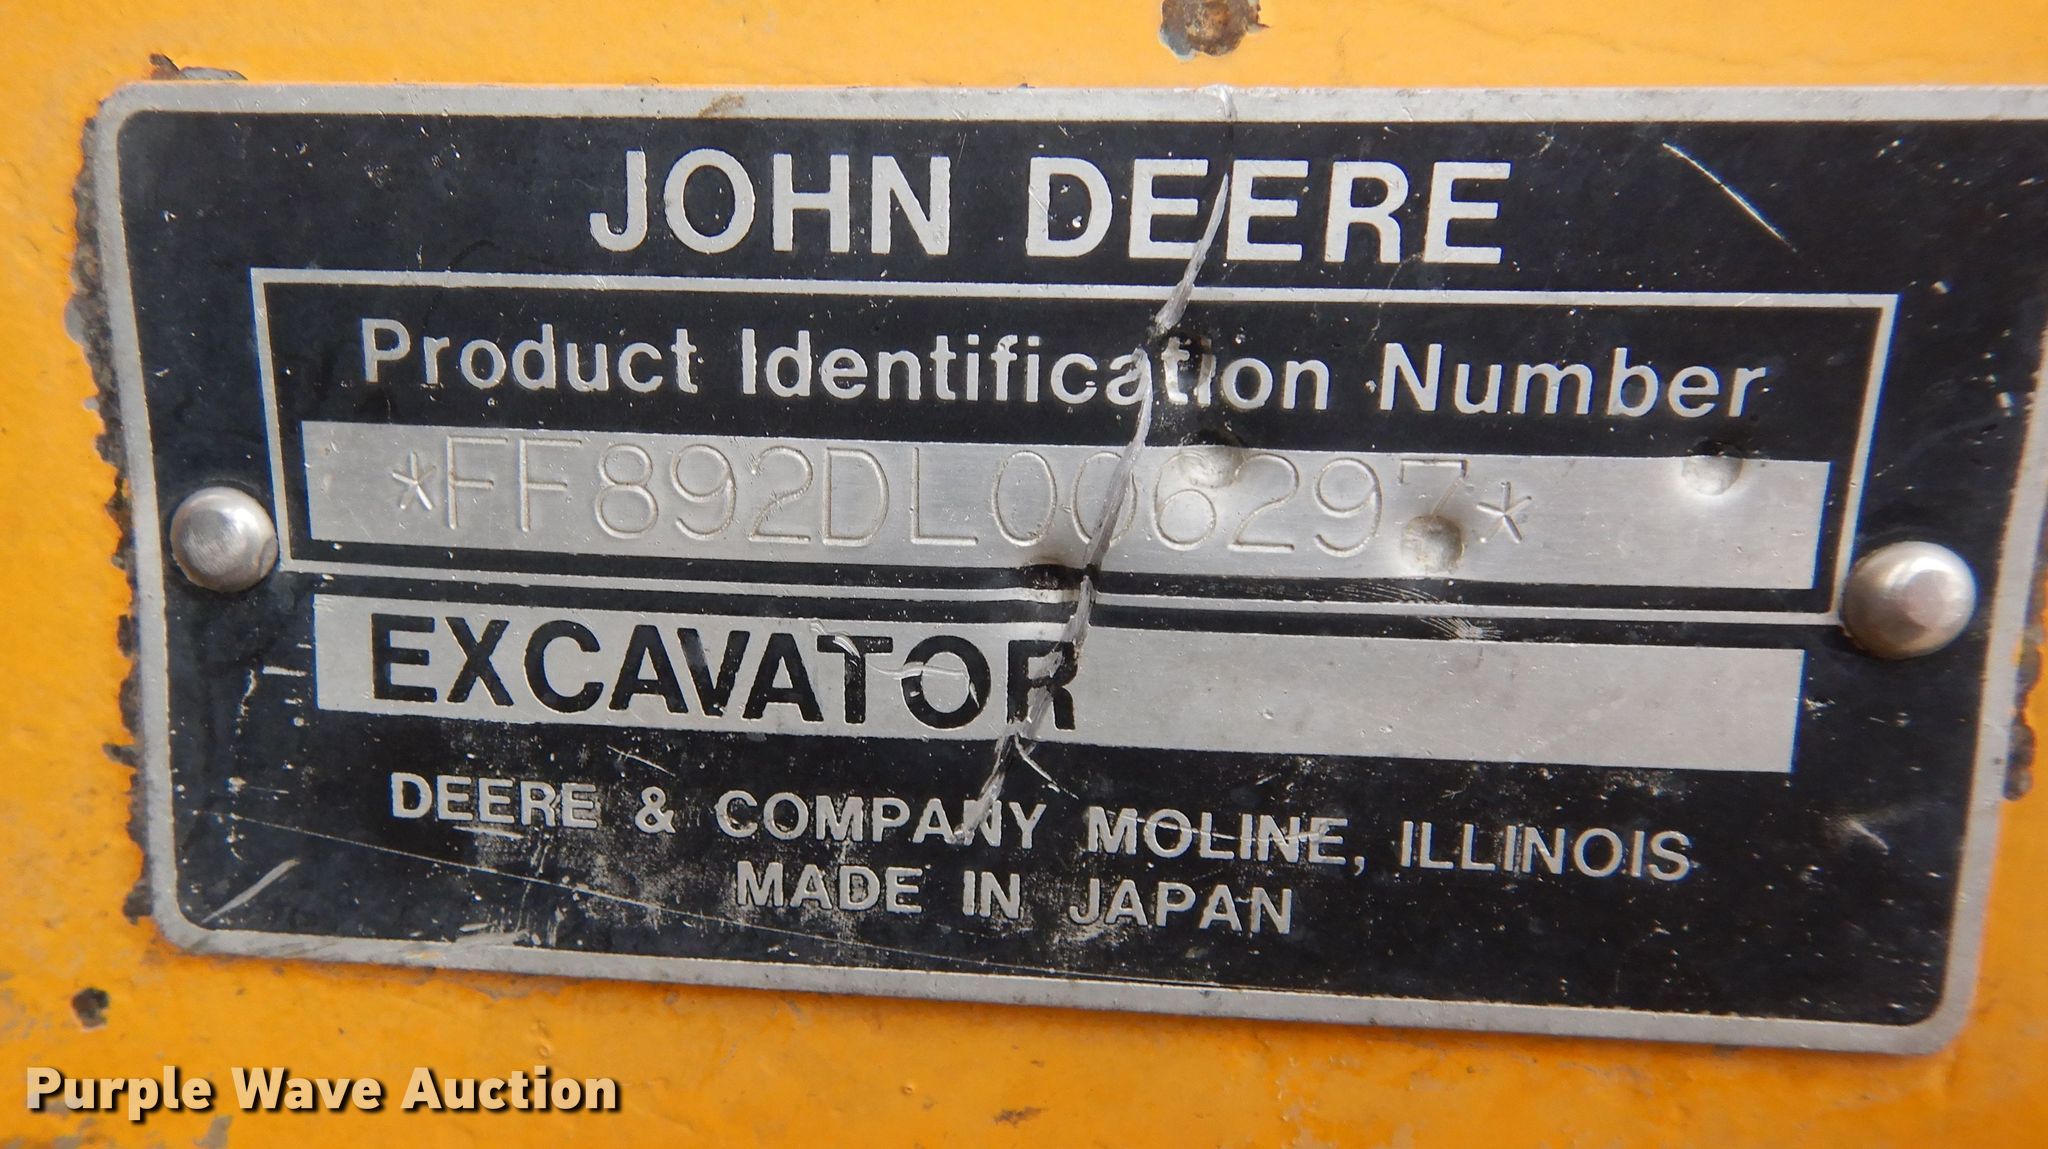 JOHN DEERE
Product Identification Number
*FF892DL006297*
EXCAVATOR
DEERE & COMPANY MOLINE, ILLINOIS
MADE IN JAPAN
Purple Wave Auction